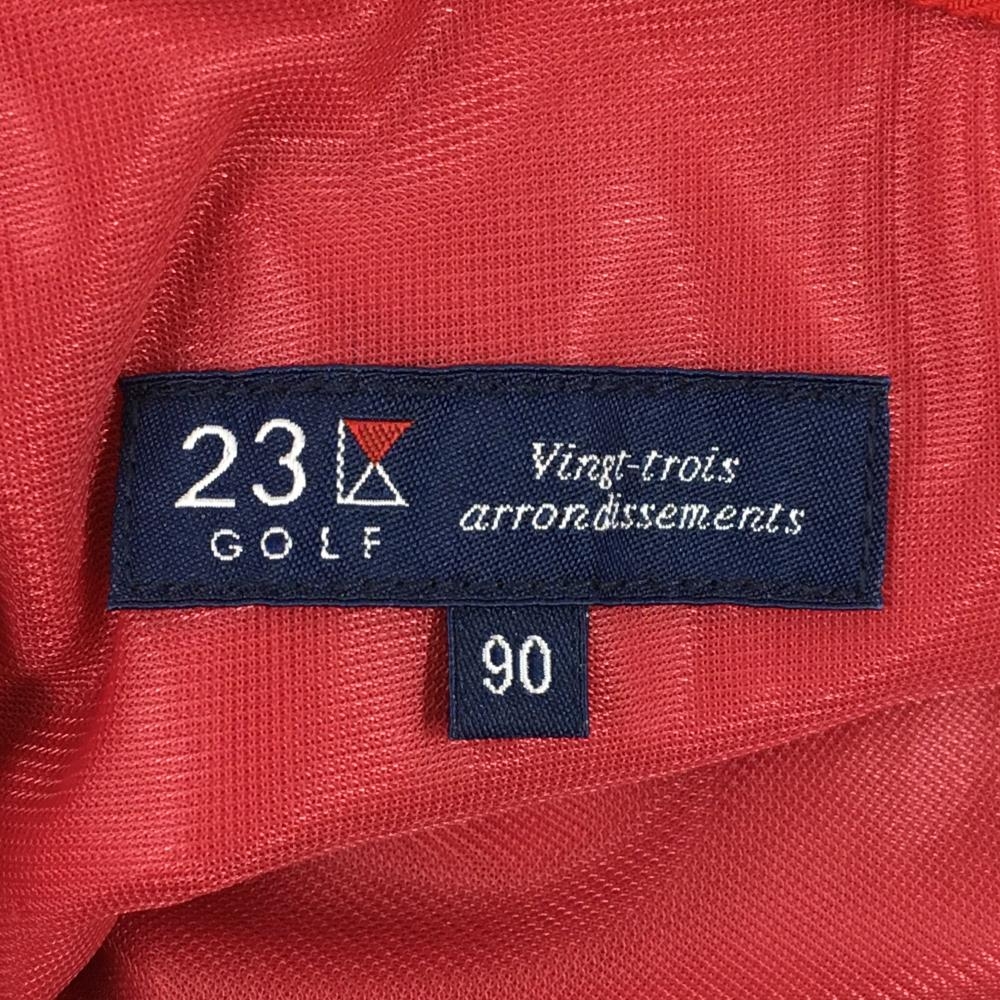 23
GOLF
Vingt-trois
arrondissements
90